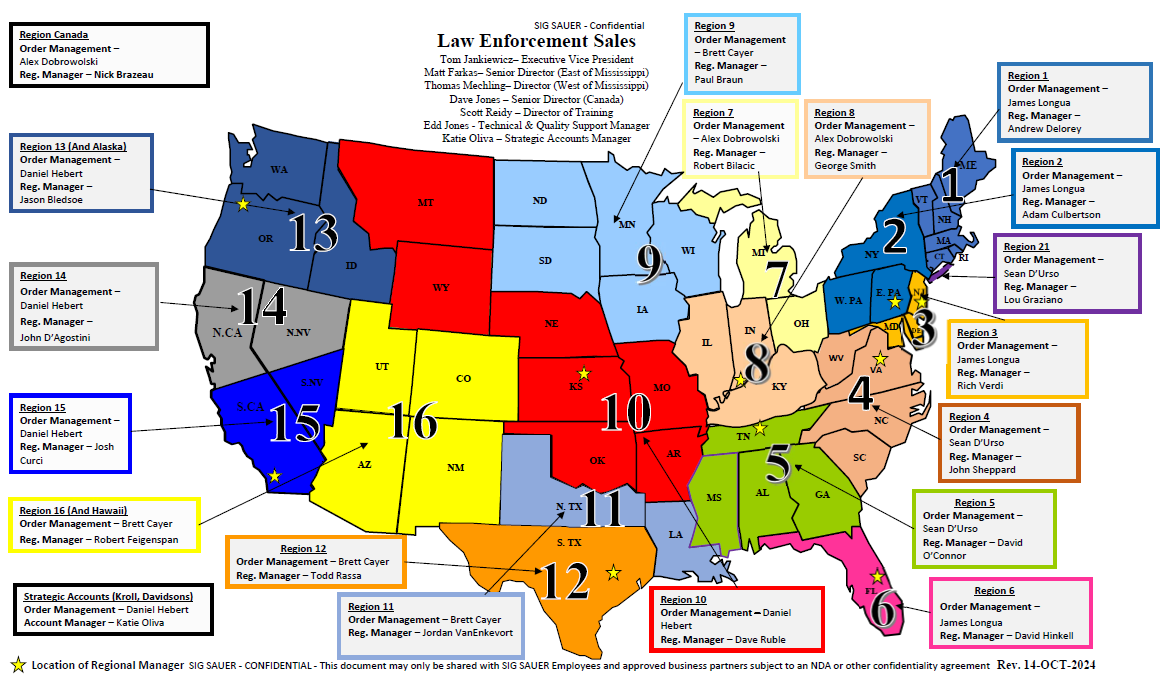 SIG SAUER - Confidential
Law Enforcement Sales
Tom Jankiewicz– Executive Vice President
Matt Farkas– Senior Director (East of Mississippi)
Thomas Mechling– Director (West of Mississippi)
Dave Jones – Senior Director (Canada)
Scott Reidy – Director of Training
Edd Jones - Technical & Quality Support Manager
Katie Oliva – Strategic Accounts Manager
Region Canada
Order Management –
Alex Dobrowolski
Reg. Manager – Nick Brazeau
Region 9
Order Management
– Brett Cayer
Reg. Manager –
Paul Braun
Region 7
Order Management
– Alex Dobrowolski
Reg. Manager –
Robert Bilacic
Region 8
Order Management –
Alex Dobrowolski
Reg. Manager –
George Smith
Region 1
Order Management –
James Longua
Reg. Manager –
Andrew Delorey
Region 2
Order Management –
James Longua
Reg. Manager –
Adam Culbertson
Region 21
Order Management –
Sean D’Urso
Reg. Manager –
Lou Graziano
Region 3
Order Management –
James Longua
Reg. Manager –
Rich Verdi
Region 4
Order Management –
Sean D’Urso
Reg. Manager –
John Sheppard
Region 5
Order Management –
Sean D’Urso
Reg. Manager – David
O’Connor
Region 6
Order Management –
James Longua
Reg. Manager – David Hinkell
Region 13 (And Alaska)
Order Management –
Daniel Hebert
Reg. Manager –
Jason Bledsoe
Region 14
Order Management –
Daniel Hebert
Reg. Manager –
John D’Agostini
Region 15
Order Management –
Daniel Hebert
Reg. Manager – Josh
Curci
Region 16 (And Hawaii)
Order Management – Brett Cayer
Reg. Manager – Robert Feigenspan
Region 12
Order Management – Brett Cayer
Reg. Manager – Todd Rassa
Region 11
Order Management – Brett Cayer
Reg. Manager – Jordan VanEnkevort
Region 10
Order Management – Daniel
Hebert
Reg. Manager – Dave Ruble
Strategic Accounts (Kroll, Davidsons)
Order Management – Daniel Hebert
Account Manager – Katie Oliva
WA
OR
ID
13
MT
WY
ND
SD
MN
WI
IA
9
MI
OH
7
IL
IN
KY
8
ME
VT
NH
MA
CT
RI
1
NY
W. PA
E. PA
2
NJ
MD
DE
3
WV
VA
NC
SC
4
TN
MS
AL
GA
5
FL
6
N.CA
N.NV
14
S.CA
S.NV
15
UT
CO
AZ
NM
16
NE
KS
MO
OK
AR
10
N. TX
LA
11
S. TX
12
Location of Regional Manager SIG SAUER - CONFIDENTIAL - This document may only be shared with SIG SAUER Employees and approved business partners subject to an NDA or other confidentiality agreement Rev. 14-OCT-2024